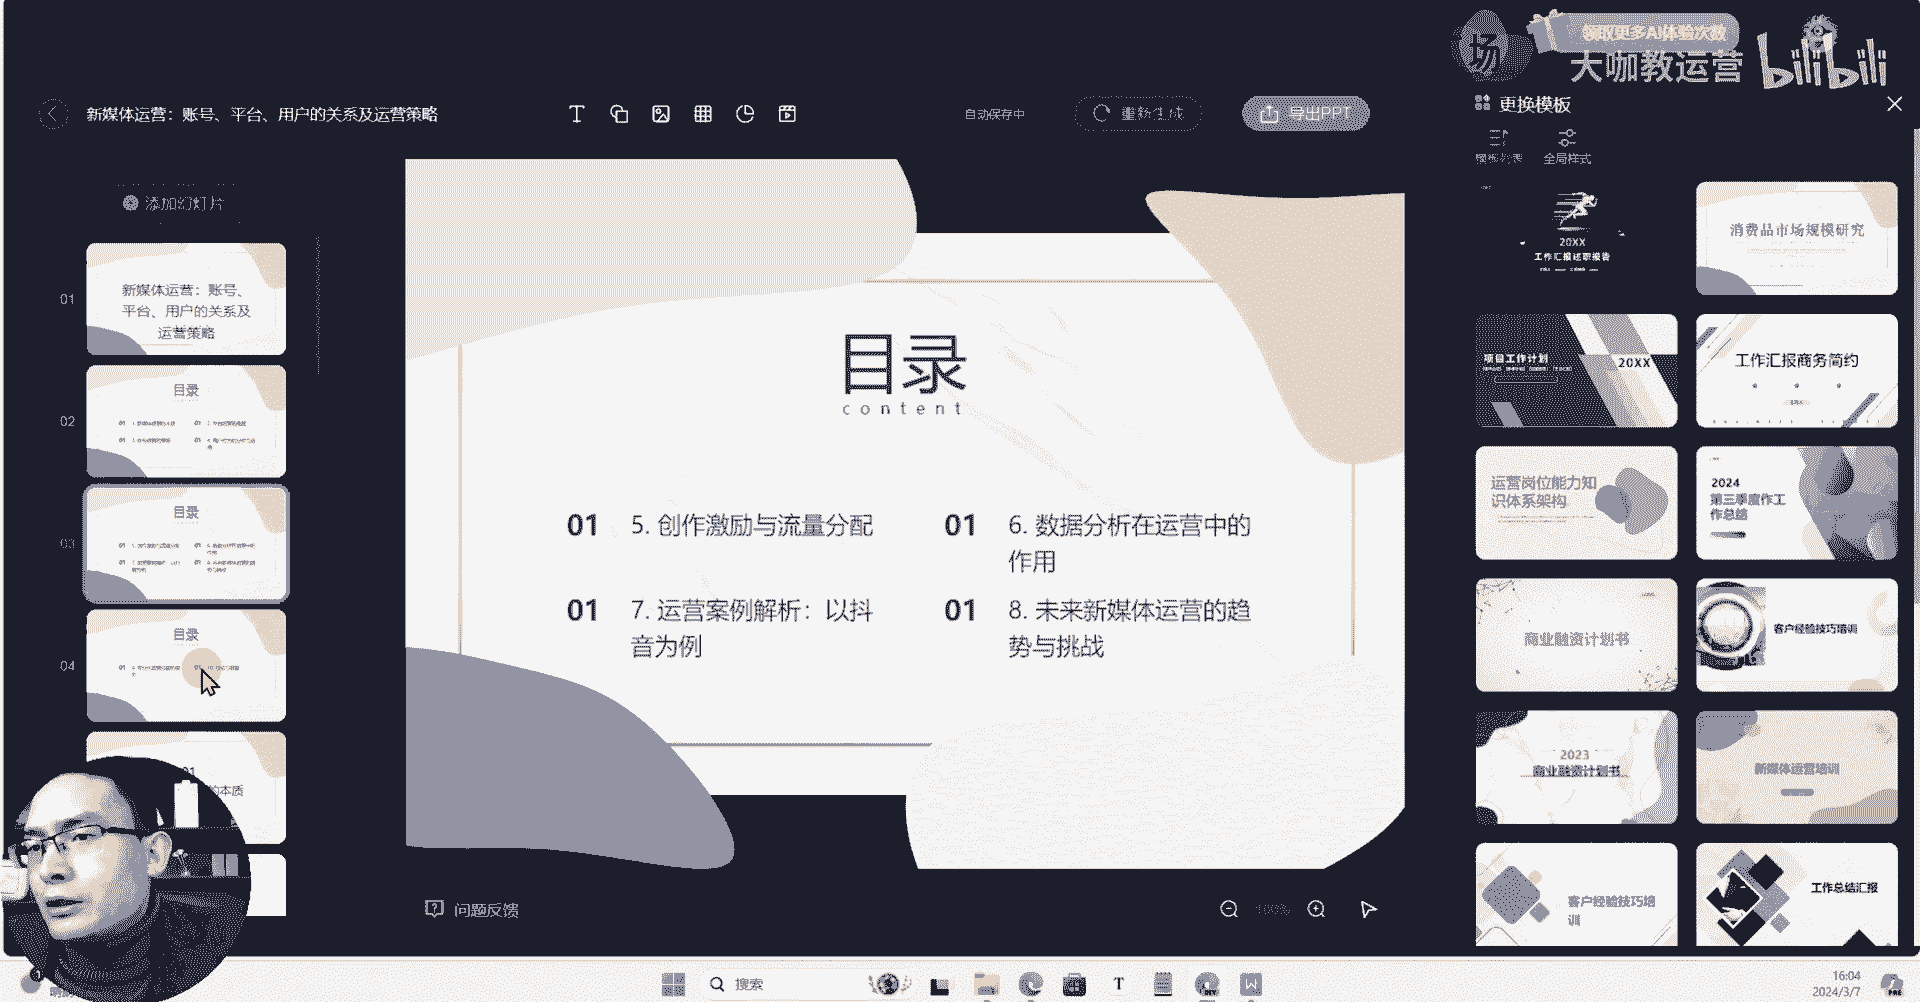 领取更多AI体验次数
场
大咖教运营
bilibili
新媒体运营：账号、平台、用户的关系及运营策略
自动保存中
重新生成
导出PPT
更换模板
模板列表
全局样式
添加幻灯片
01
新媒体运营：账号、
平台、用户的关系及
运营策略
02
目录
03
目录
04
目录
01
的本质
目录
content
01
5. 创作激励与流量分配
01
6. 数据分析在运营中的
作用
01
7. 运营案例解析：以抖
音为例
01
8. 未来新媒体运营的趋
势与挑战
20XX
工作汇报述职报告
消费品市场规模研究
项目工作计划
20XX
工作汇报商务简约
运营岗位能力知
识体系架构
2024
第三季度作工
作总结
商业融资计划书
客户经验技巧培训
2023
商业融资计划书
新媒体运营培训
客户经验技巧培
训
工作总结汇报
问题反馈
100%
搜索
16:04
2024/3/7